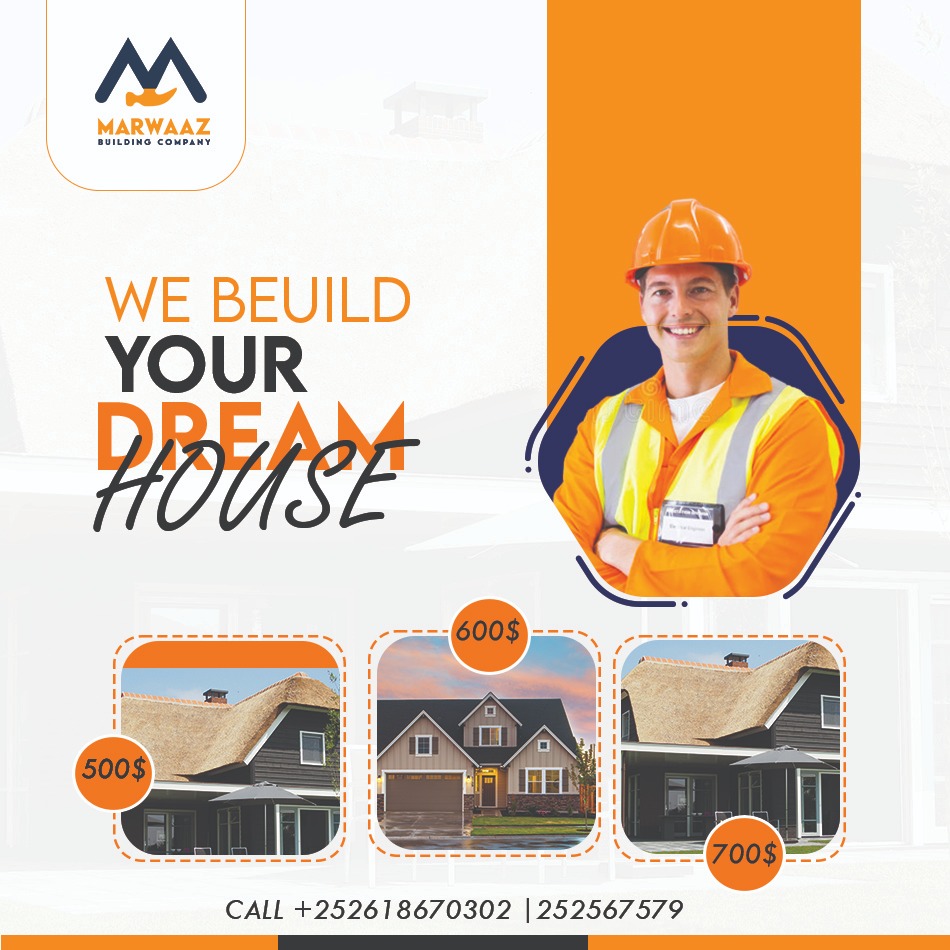 MARWAAZ
BUILDING COMPANY
WE BEUILD
YOUR
DREAM
HOUSE
600$
500$
700$
CALL +252618670302 |252567579